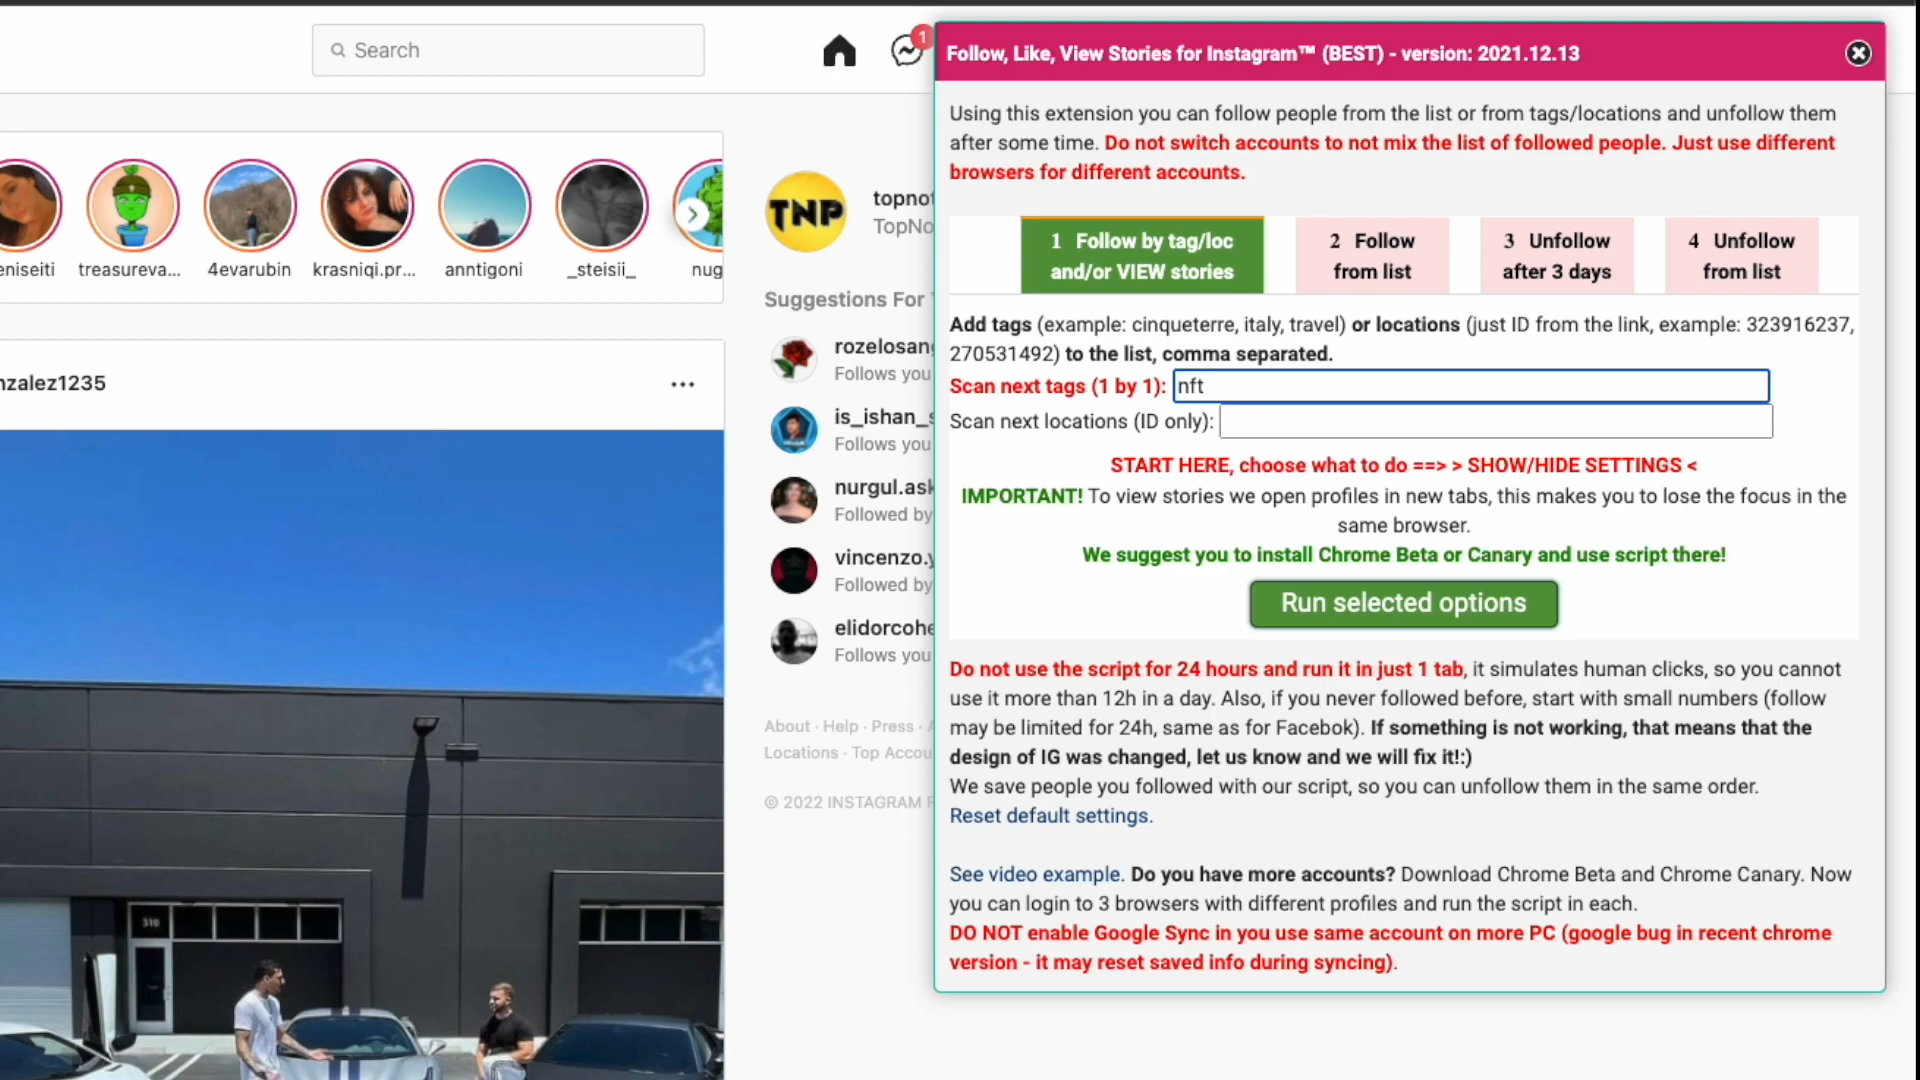 Search
1
Follow, Like, View Stories for Instagram™ (BEST) - version: 2021.12.13
Using this extension you can follow people from the list or from tags/locations and unfollow them
after some time. Do not switch accounts to not mix the list of followed people. Just use different
browsers for different accounts.
1 Follow by tag/loc
and/or VIEW stories
2 Follow
from list
3 Unfollow
after 3 days
4 Unfollow
from list
Add tags (example: cinqueterre, italy, travel) or locations (just ID from the link, example: 323916237,
270531492) to the list, comma separated.
Scan next tags (1 by 1): nft
Scan next locations (ID only):
START HERE, choose what to do ==> > SHOW/HIDE SETTINGS <
IMPORTANT! To view stories we open profiles in new tabs, this makes you to lose the focus in the
same browser.
We suggest you to install Chrome Beta or Canary and use script there!
Run selected options
Do not use the script for 24 hours and run it in just 1 tab, it simulates human clicks, so you cannot
use it more than 12h in a day. Also, if you never followed before, start with small numbers (follow
may be limited for 24h, same as for Facebok). If something is not working, that means that the
design of IG was changed, let us know and we will fix it!:)
We save people you followed with our script, so you can unfollow them in the same order.
Reset default settings.
See video example. Do you have more accounts? Download Chrome Beta and Chrome Canary. Now
you can login to 3 browsers with different profiles and run the script in each.
DO NOT enable Google Sync in you use same account on more PC (google bug in recent chrome
version - it may reset saved info during syncing).
eniseiti treasureva... 4evarubin krasniqi.pr... anntigoni _steisii_ nug
TNP
topnot
TopNo
Suggestions For
rozelosan
Follows you
is_ishan_s
Follows you
nurgul.ask
Followed by
vincenzo.y
Followed by
elidorcohe
Follows you
About · Help · Press ·
Locations · Top Accou
© 2022 INSTAGRAM F
nzalez1235
310